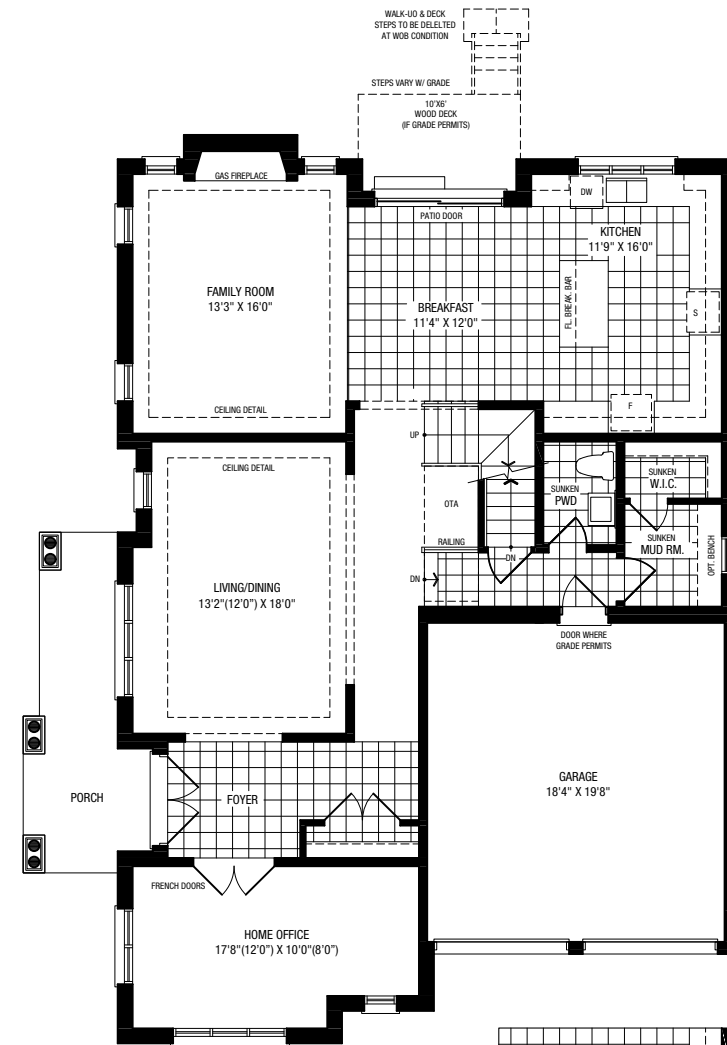 WALK-UO & DECK
STEPS TO BE DELELTED
AT WOB CONDITION
STEPS VARY W/ GRADE
10'X6'
WOOD DECK
(IF GRADE PERMITS)
GAS FIREPLACE
PATIO DOOR
DW
KITCHEN
11'9" X 16'0"
FAMILY ROOM
13'3" X 16'0"
BREAKFAST
11'4" X 12'0"
FL. BREAK. BAR
S
CEILING DETAIL
F
UP
CEILING DETAIL
OTA
RAILING
DN
DN
SUNKEN
PWD
SUNKEN
W.I.C.
SUNKEN
MUD RM.
OPT. BENCH
LIVING/DINING
13'2"(12'0") X 18'0"
DOOR WHERE
GRADE PERMITS
PORCH
FOYER
GARAGE
18'4" X 19'8"
FRENCH DOORS
HOME OFFICE
17'8"(12'0") X 10'0"(8'0")